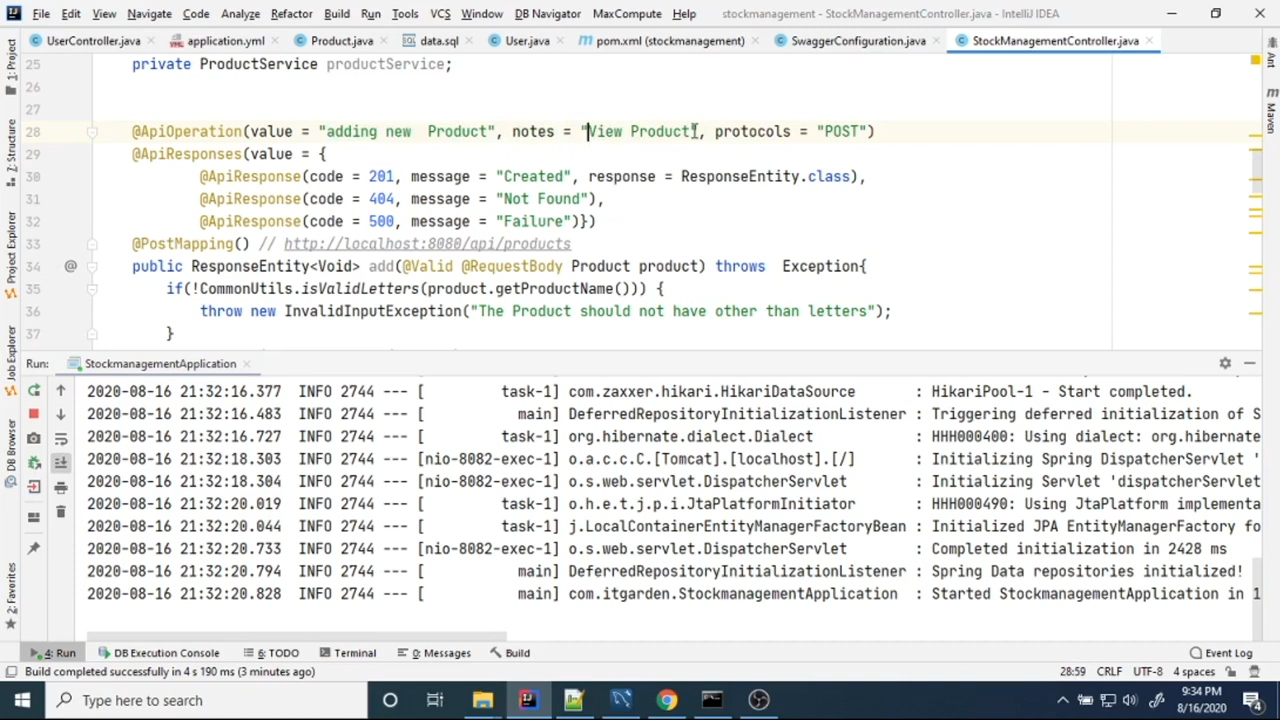 File Edit View Navigate Code Analyze Refactor Build Run Tools VCS Window DB Navigator MaxCompute Help stockmanagement - StockManagementController.java - IntelliJ IDEA
UserController.java application.yml Product.java data.sql User.java pom.xml (stockmanagement) SwaggerConfiguration.java StockManagementController.java
25 private ProductService productService;
26
27
28 @ApiOperation(value = "adding new  Product", notes = "View Product", protocols = "POST")
29 @ApiResponses(value = {
30 @ApiResponse(code = 201, message = "Created", response = ResponseEntity.class),
31 @ApiResponse(code = 404, message = "Not Found"),
32 @ApiResponse(code = 500, message = "Failure")})
33 @PostMapping() // http://localhost:8080/api/products
34 @ public ResponseEntity<Void> add(@Valid @RequestBody Product product) throws  Exception{
35 if(!CommonUtils.isValidLetters(product.getProductName())) {
36 throw new InvalidInputException("The Product should not have other than letters");
37 }
1: Project
7: Structure
Project Explorer
Job Explorer
DB Browser
2: Favorites
Ant
Maven
Run: StockmanagementApplication
2020-08-16 21:32:16.377  INFO 2744 --- [         task-1] com.zaxxer.hikari.HikariDataSource       : HikariPool-1 - Start completed.
2020-08-16 21:32:16.483  INFO 2744 --- [           main] DeferredRepositoryInitializationListener : Triggering deferred initialization of S
2020-08-16 21:32:16.727  INFO 2744 --- [         task-1] org.hibernate.dialect.Dialect            : HHH000400: Using dialect: org.hibernate
2020-08-16 21:32:18.303  INFO 2744 --- [nio-8082-exec-1] o.a.c.c.C.[Tomcat].[localhost].[/]       : Initializing Spring DispatcherServlet '
2020-08-16 21:32:18.304  INFO 2744 --- [nio-8082-exec-1] o.s.web.servlet.DispatcherServlet        : Initializing Servlet 'dispatcherServlet
2020-08-16 21:32:20.019  INFO 2744 --- [         task-1] o.h.e.t.j.p.i.JtaPlatformInitiator       : HHH000490: Using JtaPlatform implementa
2020-08-16 21:32:20.044  INFO 2744 --- [         task-1] j.LocalContainerEntityManagerFactoryBean : Initialized JPA EntityManagerFactory fo
2020-08-16 21:32:20.733  INFO 2744 --- [nio-8082-exec-1] o.s.web.servlet.DispatcherServlet        : Completed initialization in 2428 ms
2020-08-16 21:32:20.794  INFO 2744 --- [           main] DeferredRepositoryInitializationListener : Spring Data repositories initialized!
2020-08-16 21:32:20.828  INFO 2744 --- [           main] com.itgarden.StockmanagementApplication  : Started StockmanagementApplication in 1
4: Run DB Execution Console 6: TODO Terminal 0: Messages Build Event Log
Build completed successfully in 4 s 190 ms (3 minutes ago) 28:59 CRLF UTF-8 4 spaces
Type here to search 9:34 PM
8/16/2020 4